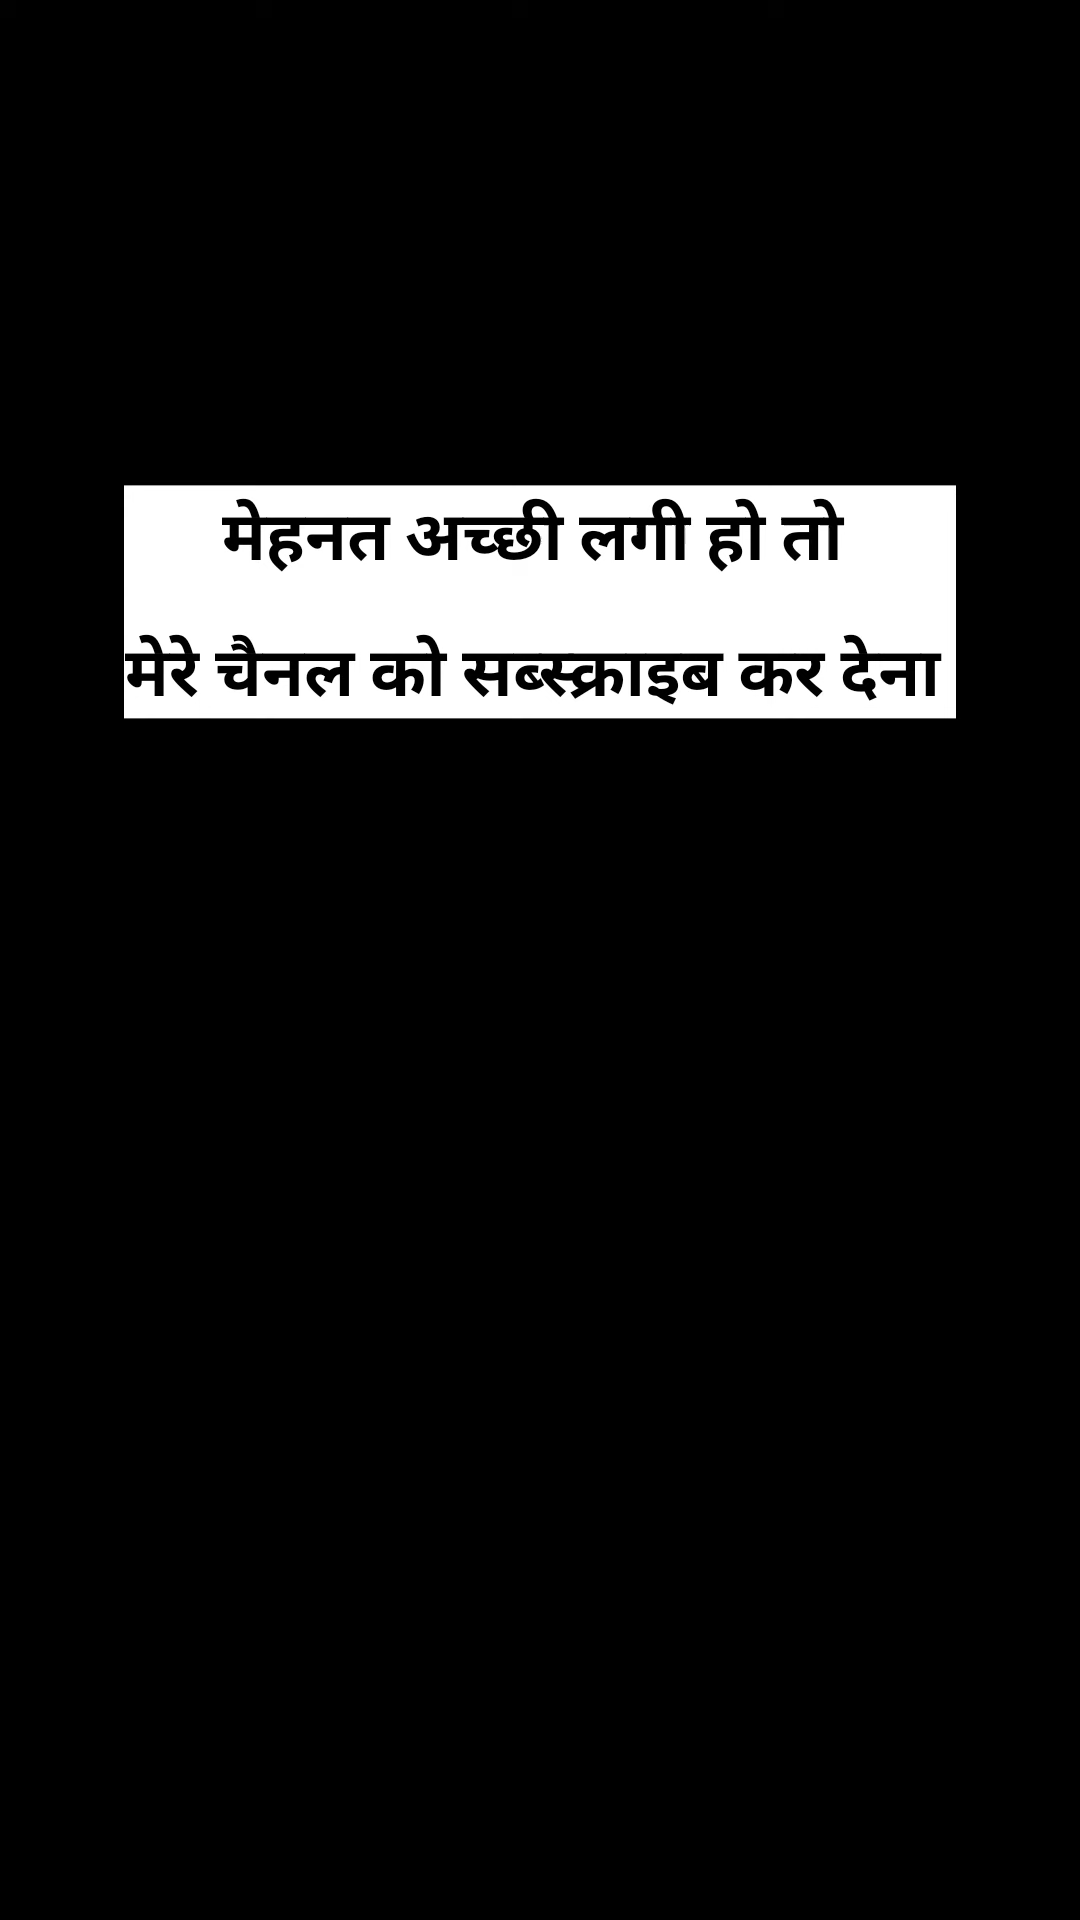 मेहनत अच्छी लगी हो तो
मेरे चैनल को सब्स्क्राइब कर देना